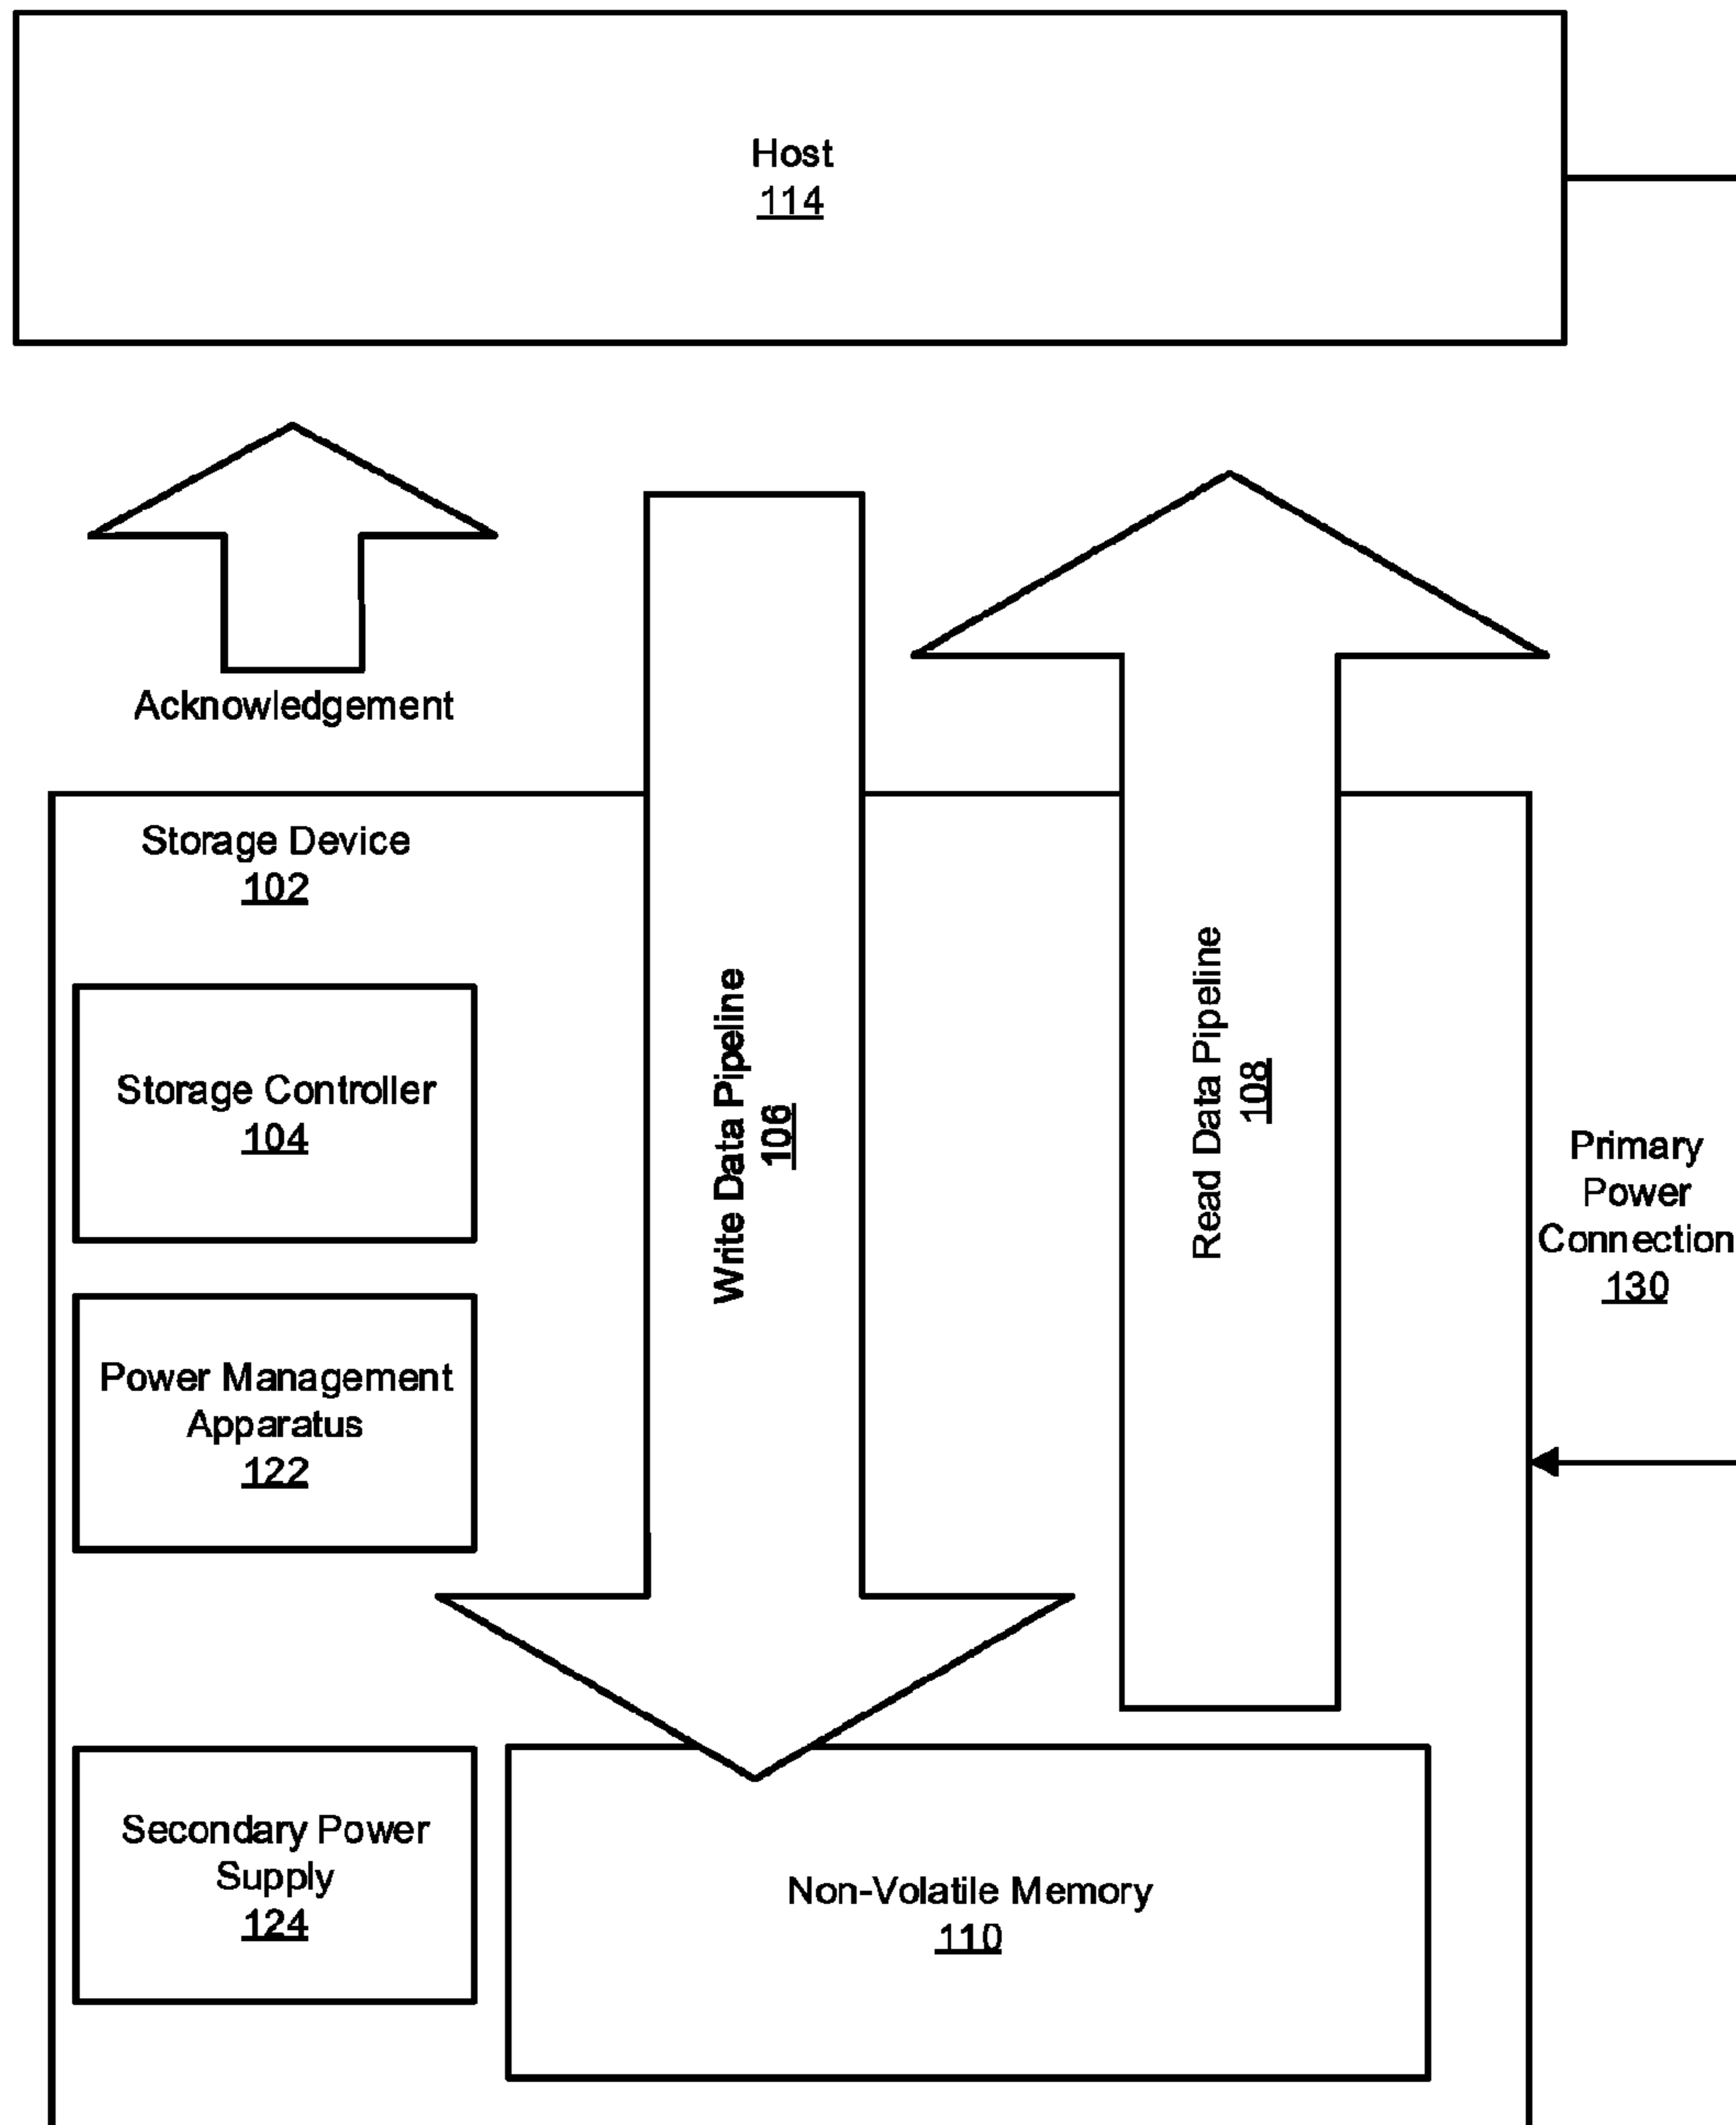 Host
114
Acknowledgement
Storage Device
102
Storage Controller
104
Write Data Pipeline
106
Read Data Pipeline
108
Primary
Power
Connection
130
Power Management
Apparatus
122
Secondary Power
Supply
124
Non-Volatile Memory
110